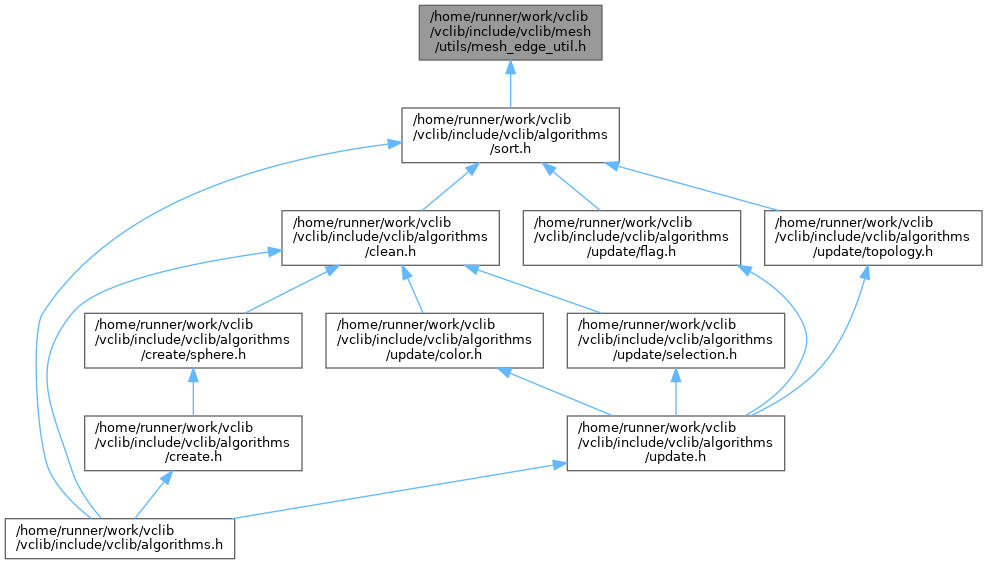 /home/runner/work/vclib
/vclib/include/vclib/mesh
/utils/mesh_edge_util.h
/home/runner/work/vclib
/vclib/include/vclib/algorithms
/sort.h
/home/runner/work/vclib
/vclib/include/vclib/algorithms
/clean.h
/home/runner/work/vclib
/vclib/include/vclib/algorithms
update/flag.h
/home/runner/work/vclib
/vclib/include/vclib/algorithms
/update/topology.h
/home/runner/work/vclib
/vclib/include/vclib/algorithms
/create/sphere.h
/home/runner/work/vclib
/vclib/include/vclib/algorithms
/update/color.h
/home/runner/work/vclib
/vclib/include/vclib/algorithms
/update/selection.h
/home/runner/work/vclib
/vclib/include/vclib/algorithms
/create.h
/home/runner/work/vclib
/vclib/include/vclib/algorithms
/update.h
/home/runner/work/vclib
/vclib/include/vclib/algorithms.h